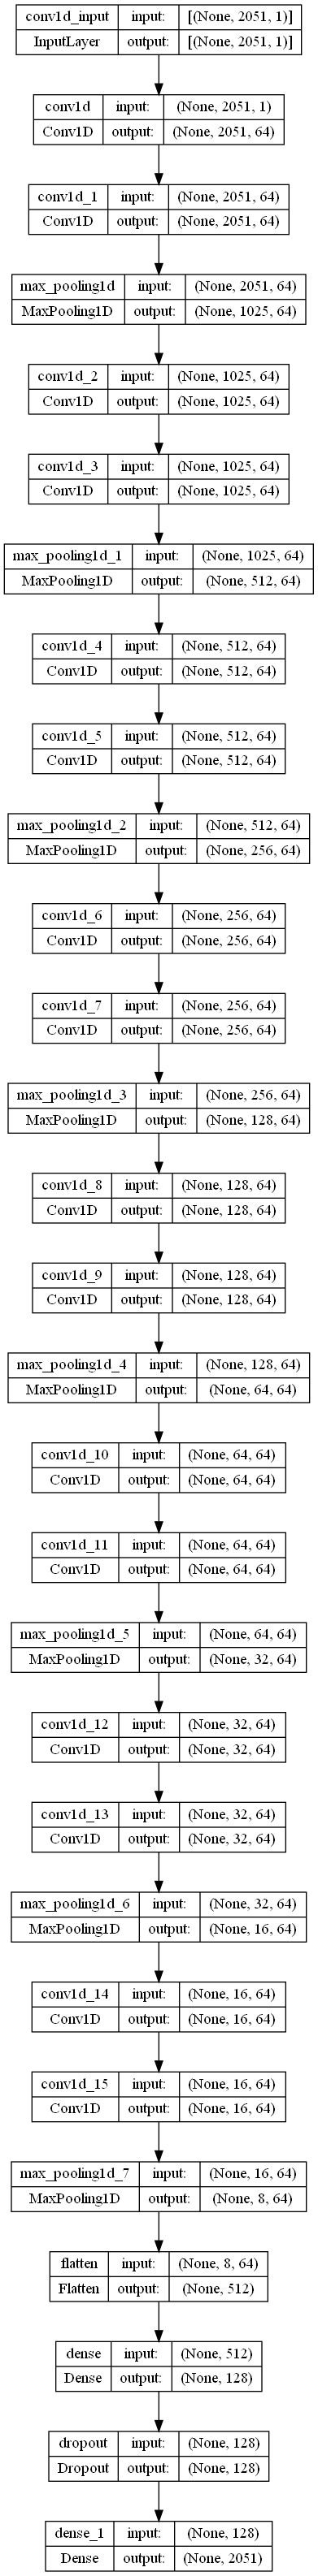 conv1d_input input: [(None, 2051, 1)]
InputLayer output: [(None, 2051, 1)]
conv1d input: (None, 2051, 1)
Conv1D output: (None, 2051, 64)
conv1d_1 input: (None, 2051, 64)
Conv1D output: (None, 2051, 64)
max_pooling1d input: (None, 2051, 64)
MaxPooling1D output: (None, 1025, 64)
conv1d_2 input: (None, 1025, 64)
Conv1D output: (None, 1025, 64)
conv1d_3 input: (None, 1025, 64)
Conv1D output: (None, 1025, 64)
max_pooling1d_1 input: (None, 1025, 64)
MaxPooling1D output: (None, 512, 64)
conv1d_4 input: (None, 512, 64)
Conv1D output: (None, 512, 64)
conv1d_5 input: (None, 512, 64)
Conv1D output: (None, 512, 64)
max_pooling1d_2 input: (None, 512, 64)
MaxPooling1D output: (None, 256, 64)
conv1d_6 input: (None, 256, 64)
Conv1D output: (None, 256, 64)
conv1d_7 input: (None, 256, 64)
Conv1D output: (None, 256, 64)
max_pooling1d_3 input: (None, 256, 64)
MaxPooling1D output: (None, 128, 64)
conv1d_8 input: (None, 128, 64)
Conv1D output: (None, 128, 64)
conv1d_9 input: (None, 128, 64)
Conv1D output: (None, 128, 64)
max_pooling1d_4 input: (None, 128, 64)
MaxPooling1D output: (None, 64, 64)
conv1d_10 input: (None, 64, 64)
Conv1D output: (None, 64, 64)
conv1d_11 input: (None, 64, 64)
Conv1D output: (None, 64, 64)
max_pooling1d_5 input: (None, 64, 64)
MaxPooling1D output: (None, 32, 64)
conv1d_12 input: (None, 32, 64)
Conv1D output: (None, 32, 64)
conv1d_13 input: (None, 32, 64)
Conv1D output: (None, 32, 64)
max_pooling1d_6 input: (None, 32, 64)
MaxPooling1D output: (None, 16, 64)
conv1d_14 input: (None, 16, 64)
Conv1D output: (None, 16, 64)
conv1d_15 input: (None, 16, 64)
Conv1D output: (None, 16, 64)
max_pooling1d_7 input: (None, 16, 64)
MaxPooling1D output: (None, 8, 64)
flatten input: (None, 8, 64)
Flatten output: (None, 512)
dense input: (None, 512)
Dense output: (None, 128)
dropout input: (None, 128)
Dropout output: (None, 128)
dense_1 input: (None, 128)
Dense output: (None, 2051)